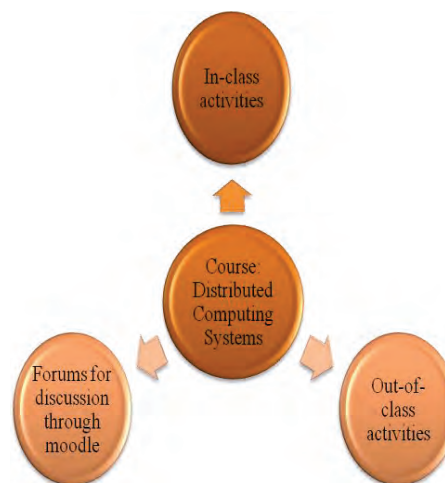 In-class
activities
Course:
Distributed
Computing
Systems
Forums for
discussion
through
moodle
Out-of-
class
activities